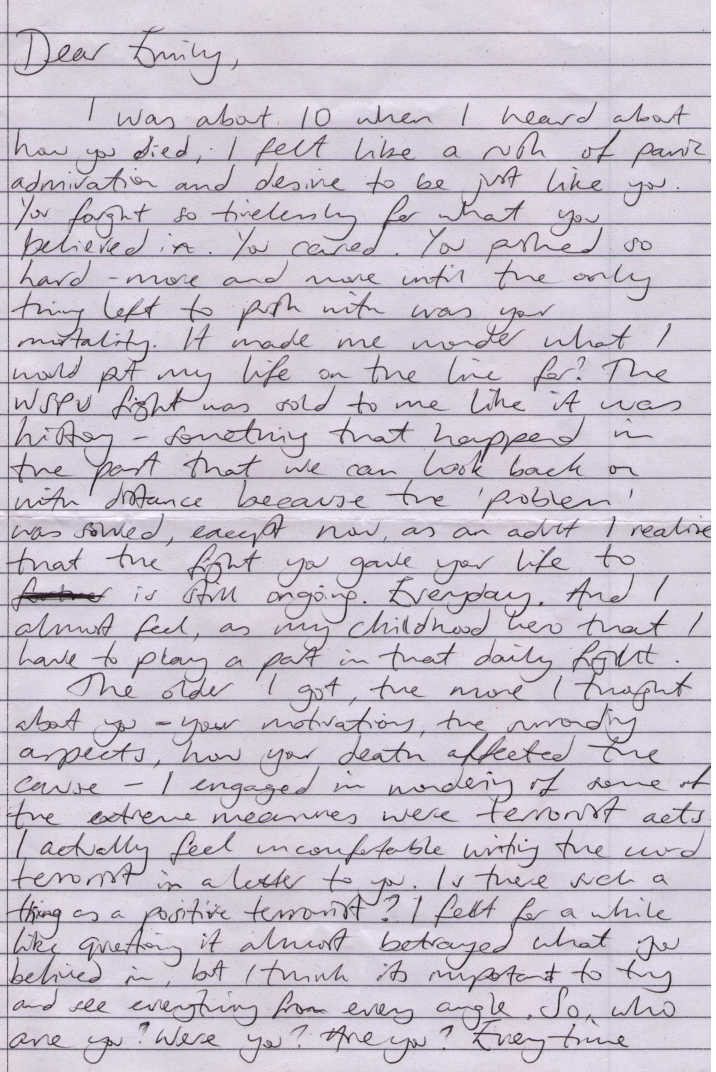 Dear Emily,
I was about 10 when I heard about
how you died, I felt like a rush of panic
admiration and desire to be just like you.
You fought so tirelessly for what you
believed in. You cared. You pushed so
hard - more and more until the only
thing left to push with was your
mortality. It made me wonder what I
would put my life on the line for? The
WSPU fight was sold to me like it was
history - something that happened in
the past that we can look back on
with distance because the 'problem'
was solved, except now, as an adult I realise
that the fight you gave your life to
is still ongoing. Everyday. And I
almost feel, as my childhood hero that I
have to play a part in that daily fight.
The older I got, the more I thought
about you - your motivations, the
aspects, how your death affected the
cause - I engaged in wondering if some of
the extreme measures were terrorist acts.
I actually feel uncomfortable writing the word
terrorist in a letter to you. Is there such a
thing as a positive terrorist? I felt for a while
like questioning it almost betrayed what you
believed in, but I think its important to try
and see everything from every angle. So, who
are you? Were you? Are you? Everytime